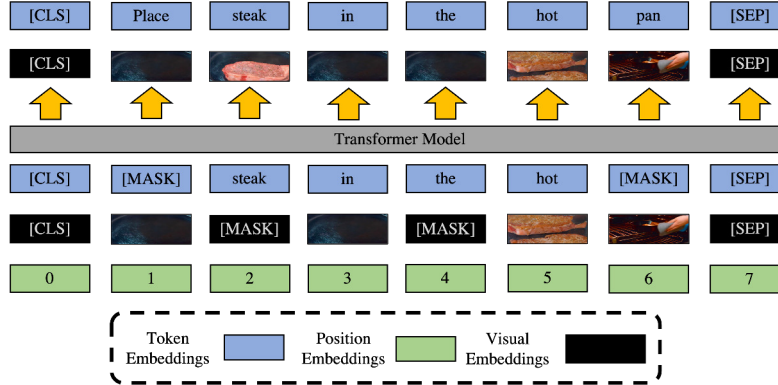 [CLS] Place steak in the hot pan [SEP]
[CLS] [SEP]
Transformer Model
[CLS] [MASK] steak in the hot [MASK] [SEP]
[CLS] [MASK] [MASK] [SEP]
0 1 2 3 4 5 6 7
Token Embeddings Position Embeddings Visual Embeddings